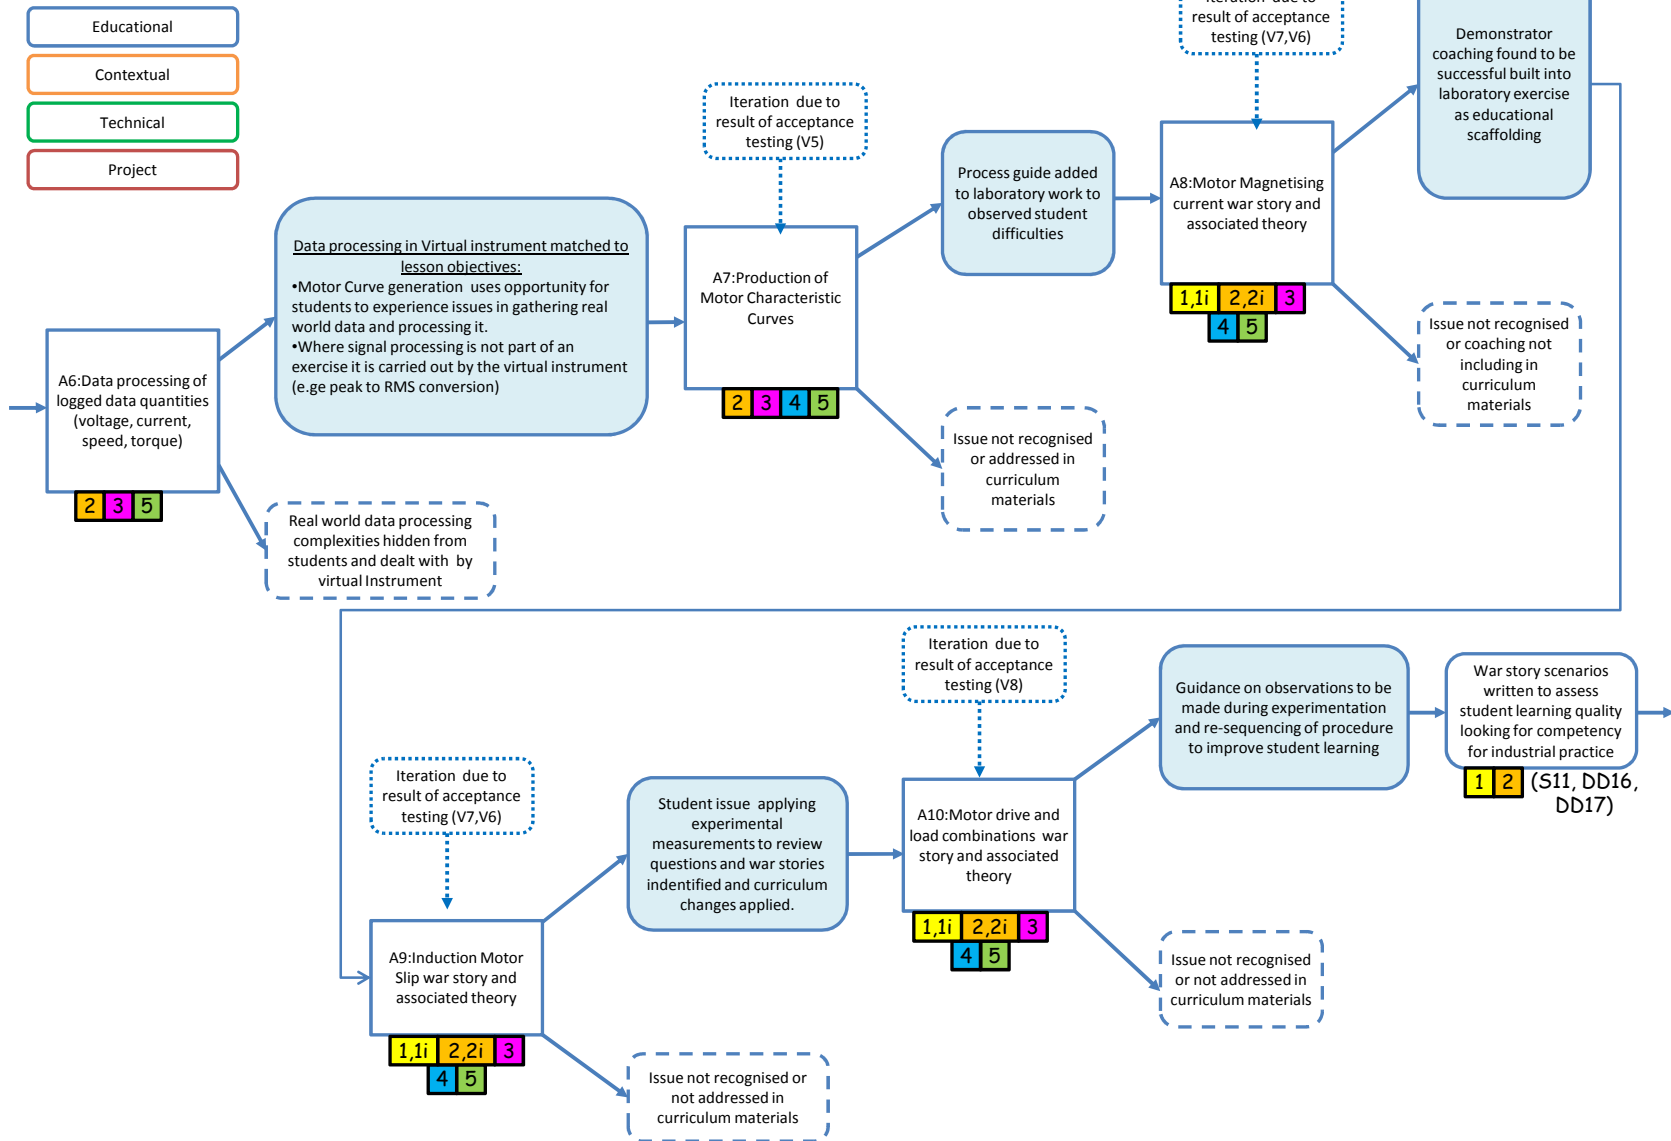 Educational
Contextual
Technical
Project
Iteration due to
result of acceptance
testing (V7,V6)
Demonstrator
coaching found to be
successful built into
laboratory exercise
as educational
scaffolding
Iteration due to
result of acceptance
testing (V5)
Process guide added
to laboratory work to
observed student
difficulties
A8:Motor Magnetising
current war story and
associated theory
1,1i 2,2i 3
4 5
Data processing in Virtual instrument matched to
lesson objectives:
•Motor Curve generation uses opportunity for
students to experience issues in gathering real
world data and processing it.
•Where signal processing is not part of an
exercise it is carried out by the virtual instrument
(e.ge peak to RMS conversion)
A7:Production of
Motor Characteristic
Curves
2 3 4 5
Issue not recognised
or coaching not
including in
curriculum
materials
A6:Data processing of
logged data quantities
(voltage, current,
speed, torque)
2 3 5
Issue not recognised
or addressed in
curriculum
materials
Real world data processing
complexities hidden from
students and dealt with by
virtual Instrument
Iteration due to
result of acceptance
testing (V8)
Guidance on observations to be
made during experimentation
and re-sequencing of procedure
to improve student learning
War story scenarios
written to assess
student learning quality
looking for competency
for industrial practice
1 2 (S11, DD16,
DD17)
Iteration due to
result of acceptance
testing (V7,V6)
Student issue applying
experimental
measurements to review
questions and war stories
indentified and curriculum
changes applied.
A10:Motor drive and
load combinations war
story and associated
theory
1,1i 2,2i 3
4 5
A9:Induction Motor
Slip war story and
associated theory
1,1i 2,2i 3
4 5
Issue not recognised
or not addressed in
curriculum materials
Issue not recognised or
not addressed in
curriculum materials